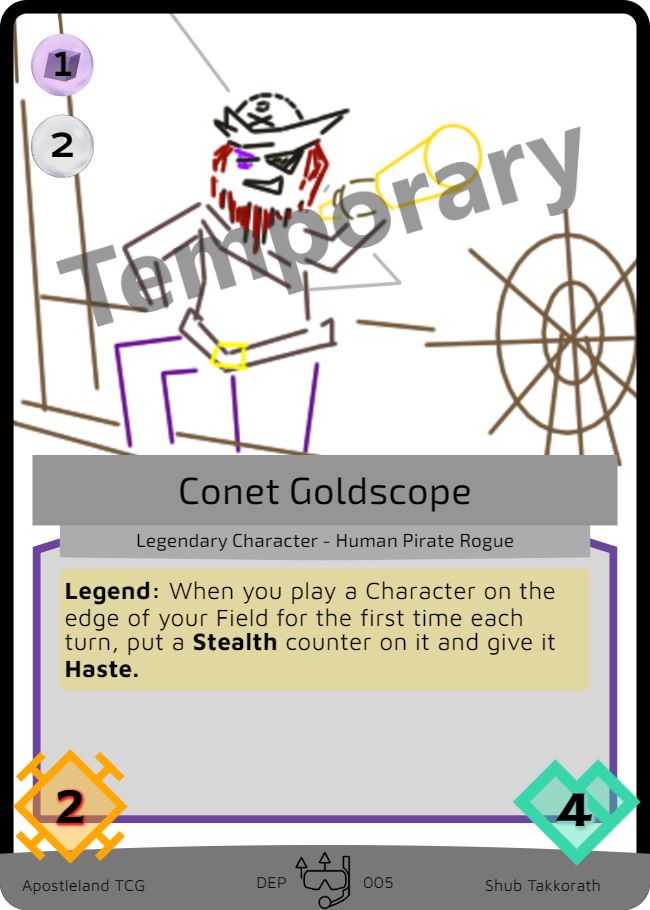 1
2
Temporary
Conet Goldscope
Legendary Character - Human Pirate Rogue
Legend: When you play a Character on the
edge of your Field for the first time each
turn, put a Stealth counter on it and give it
Haste.
2
4
Apostleland TCG
DEP
005
Shub Takkorath